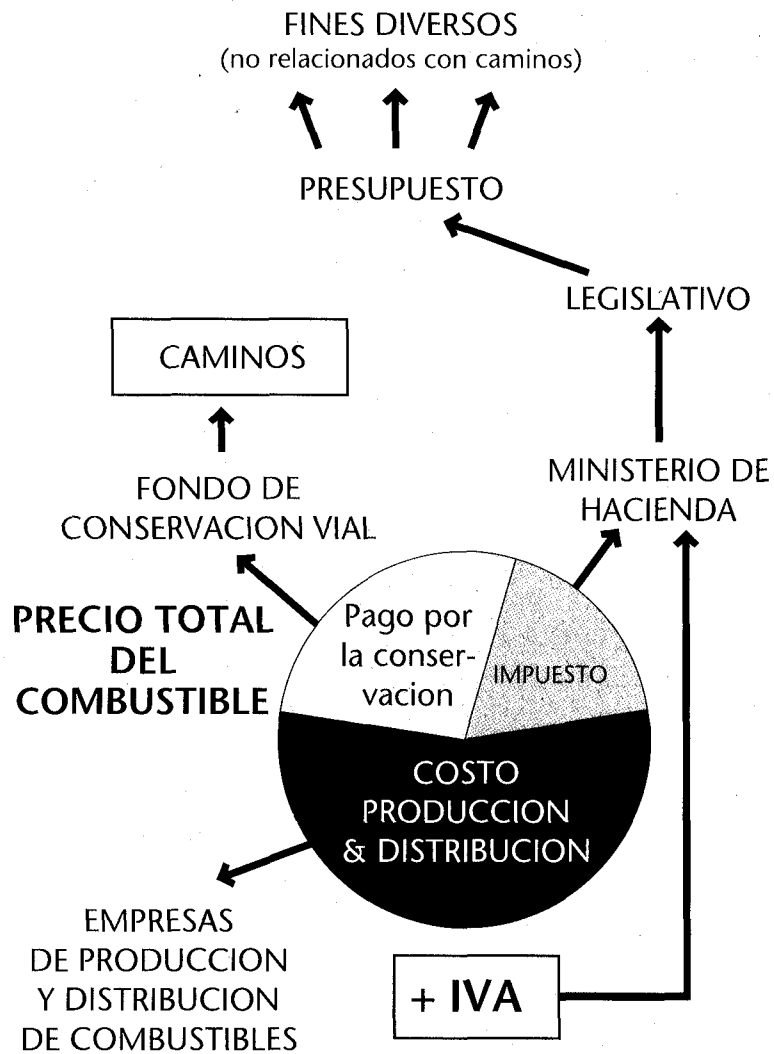 FINES DIVERSOS
(no relacionados con caminos)
PRESUPUESTO
LEGISLATIVO
CAMINOS
MINISTERIO DE
HACIENDA
FONDO DE
CONSERVACION VIAL
PRECIO TOTAL
DEL
COMBUSTIBLE
Pago por
la conser-
vacion
IMPUESTO
COSTO
PRODUCCION
& DISTRIBUCION
EMPRESAS
DE PRODUCCION
Y DISTRIBUCION
DE COMBUSTIBLES
+ IVA